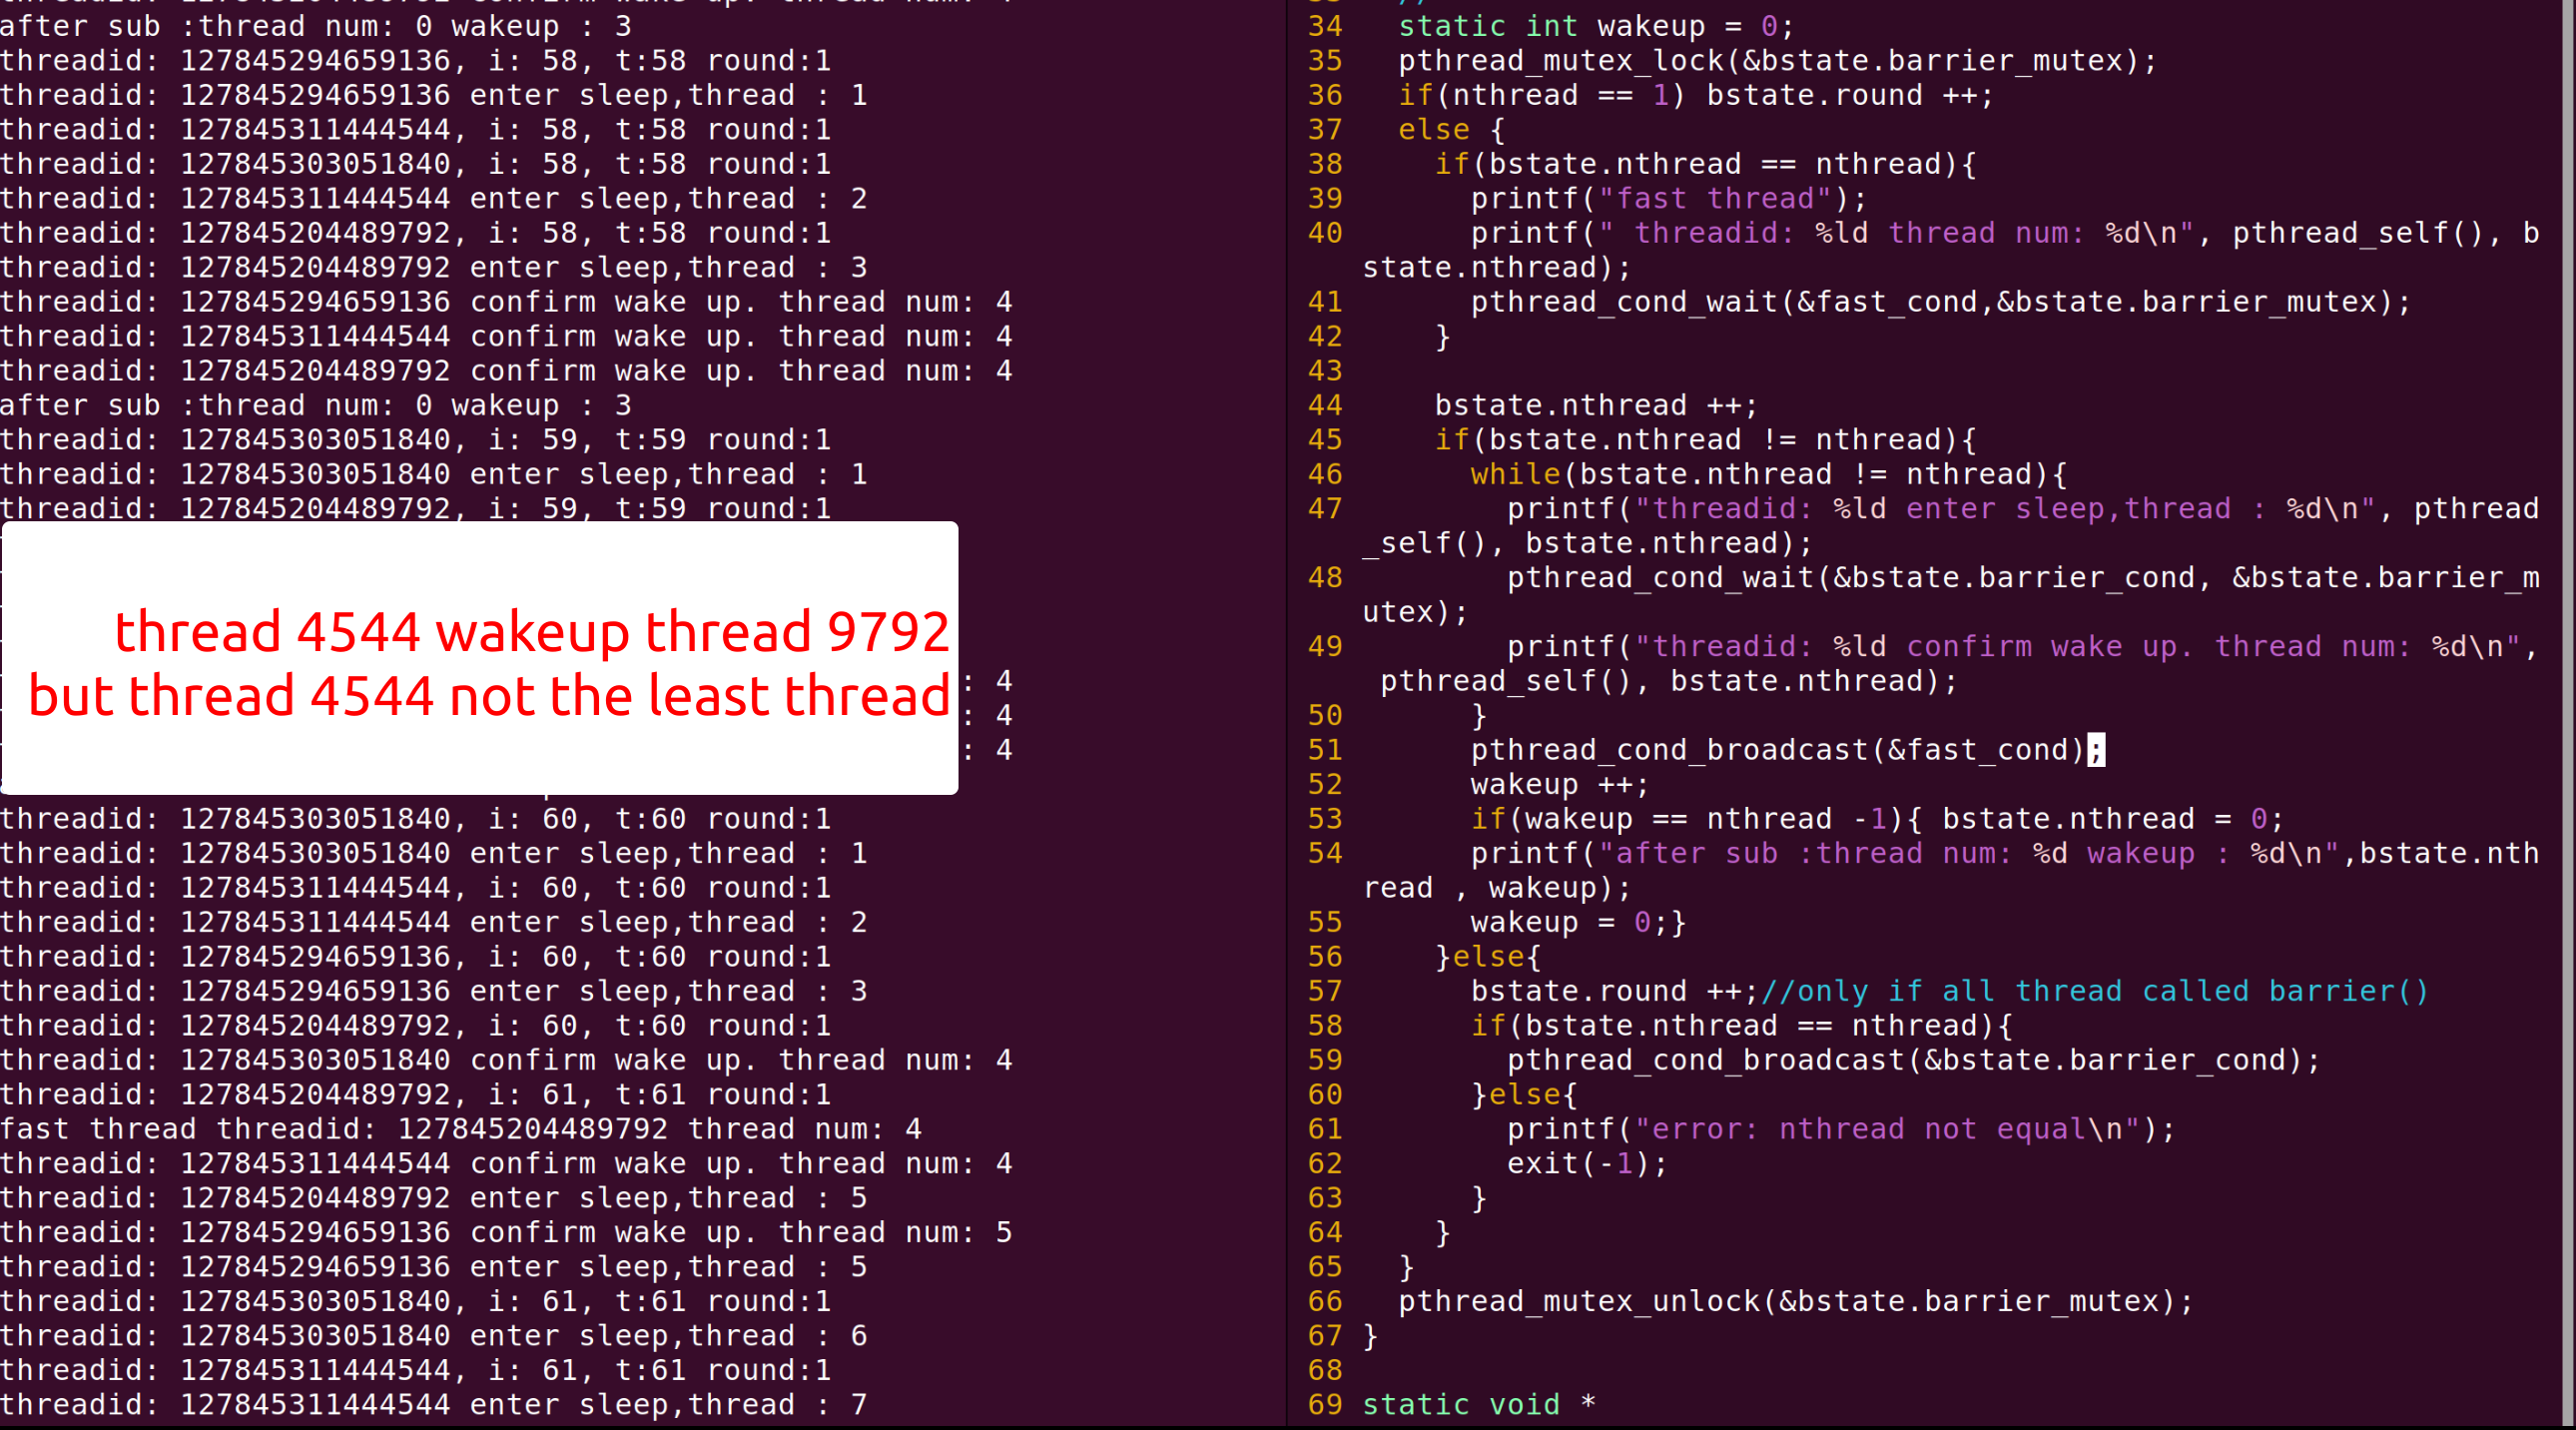 after sub :thread num: 0 wakeup : 3
threadid: 127845294659136, i: 58, t:58 round:1
threadid: 127845294659136 enter sleep,thread : 1
threadid: 127845311444544, i: 58, t:58 round:1
threadid: 127845303051840, i: 58, t:58 round:1
threadid: 127845311444544 enter sleep,thread : 2
threadid: 127845204489792, i: 58, t:58 round:1
threadid: 127845204489792 enter sleep,thread : 3
threadid: 127845294659136 confirm wake up. thread num: 4
threadid: 127845311444544 confirm wake up. thread num: 4
threadid: 127845204489792 confirm wake up. thread num: 4
after sub :thread num: 0 wakeup : 3
threadid: 127845303051840, i: 59, t:59 round:1
threadid: 127845303051840 enter sleep,thread : 1
threadid: 127845204489792, i: 59, t:59 round:1
thread 4544 wakeup thread 9792
but thread 4544 not the least thread
: 4
: 4
: 4
threadid: 127845303051840, i: 60, t:60 round:1
threadid: 127845303051840 enter sleep,thread : 1
threadid: 127845311444544, i: 60, t:60 round:1
threadid: 127845311444544 enter sleep,thread : 2
threadid: 127845294659136, i: 60, t:60 round:1
threadid: 127845294659136 enter sleep,thread : 3
threadid: 127845204489792, i: 60, t:60 round:1
threadid: 127845303051840 confirm wake up. thread num: 4
threadid: 127845204489792, i: 61, t:61 round:1
fast thread threadid: 127845204489792 thread num: 4
threadid: 127845311444544 confirm wake up. thread num: 4
threadid: 127845204489792 enter sleep,thread : 5
threadid: 127845294659136 confirm wake up. thread num: 5
threadid: 127845294659136 enter sleep,thread : 5
threadid: 127845303051840, i: 61, t:61 round:1
threadid: 127845303051840 enter sleep,thread : 6
threadid: 127845311444544, i: 61, t:61 round:1
threadid: 127845311444544 enter sleep,thread : 7
34   static int wakeup = 0;
35   pthread_mutex_lock(&bstate.barrier_mutex);
36   if(nthread == 1) bstate.round ++;
37   else {
38     if(bstate.nthread == nthread){
39       printf("fast thread");
40       printf(" threadid: %ld thread num: %d\n", pthread_self(), b
state.nthread);
41       pthread_cond_wait(&fast_cond,&bstate.barrier_mutex);
42     }
43
44     bstate.nthread ++;
45     if(bstate.nthread != nthread){
46       while(bstate.nthread != nthread){
47         printf("threadid: %ld enter sleep,thread : %d\n", pthread
_self(), bstate.nthread);
48         pthread_cond_wait(&bstate.barrier_cond, &bstate.barrier_m
utex);
49         printf("threadid: %ld confirm wake up. thread num: %d\n",
 pthread_self(), bstate.nthread);
50       }
51       pthread_cond_broadcast(&fast_cond);
52       wakeup ++;
53       if(wakeup == nthread -1){ bstate.nthread = 0;
54       printf("after sub :thread num: %d wakeup : %d\n",bstate.nth
read , wakeup);
55       wakeup = 0;}
56     }else{
57       bstate.round ++;//only if all thread called barrier()
58       if(bstate.nthread == nthread){
59         pthread_cond_broadcast(&bstate.barrier_cond);
60       }else{
61         printf("error: nthread not equal\n");
62         exit(-1);
63       }
64     }
65   }
66   pthread_mutex_unlock(&bstate.barrier_mutex);
67 }
68
69 static void *